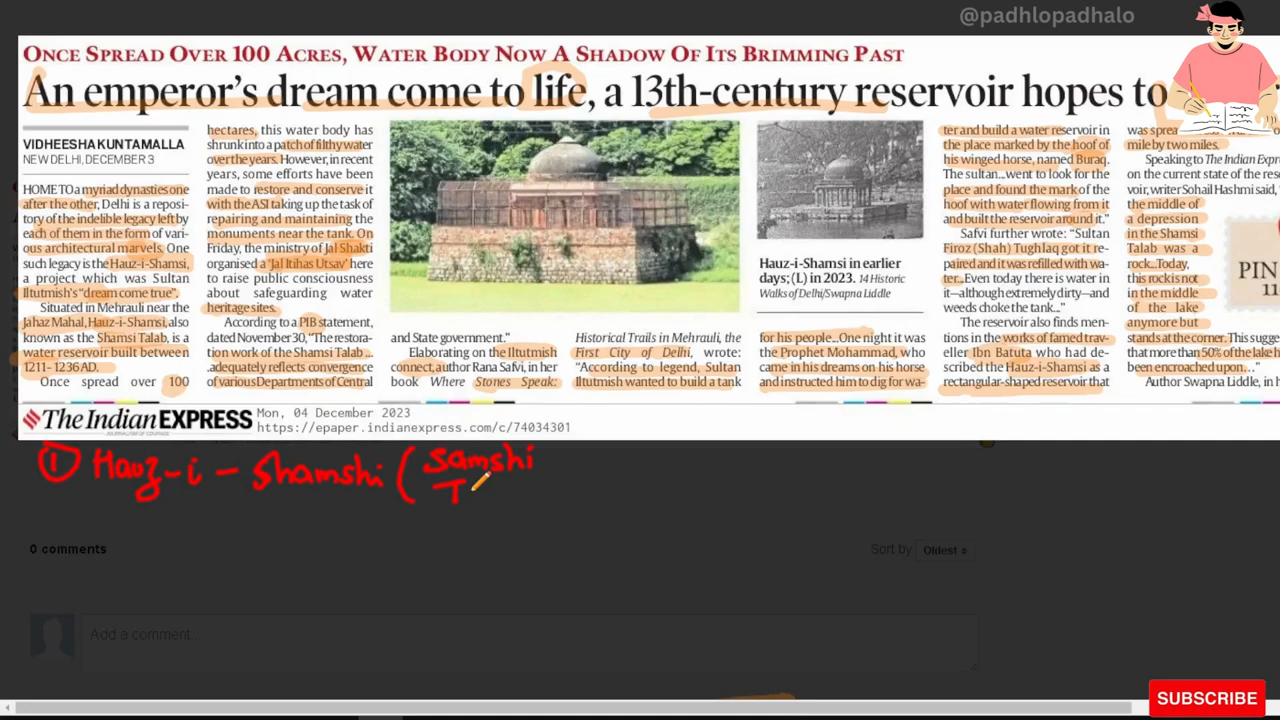 @padhlopadhalo
ONCE SPREAD OVER 100 ACRES, WATER BODY NOW A SHADOW OF ITS BRIMMING PAST
An emperor's dream come to life, a 13th-century reservoir hopes to
VIDHEESHA KUNTAMALLA
NEW DELHI, DECEMBER 3
HOME TO a myriad dynasties one
after the other, Delhi is a reposi-
tory of the indelible legacy left by
each of them in the form of vari-
ous architectural marvels. One
such legacy is the Hauz-i-Shamsi,
a project which was Sultan
Iltutmish's "dream come true".
Situated in Mehrauli near the
Jahaz Mahal, Hauz-i-Shamsi, also
known as the Shamsi Talab, is a
water reservoir built between
1211- 1236 AD.
Once spread over 100
hectares, this water body has
shrunk into a patch of filthy water
over the years. However, in recent
years, some efforts have been
made to restore and conserve it
with the ASI taking up the task of
repairing and maintaining the
monuments near the tank. On
Friday, the ministry of Jal Shakti
organised a 'Jal Itihas Utsav' here
to raise public consciousness
about safeguarding water
heritage sites.
According to a PIB statement,
dated November 30, "The restora-
tion work of the Shamsi Talab ...
.adequately reflects convergence
of various Departments of Central
and State government."
Elaborating on the Iltutmish
connect, author Rana Safvi, in her
book Where Stones Speak:
Historical Trails in Mehrauli, the
First City of Delhi, wrote:
"According to legend, Sultan
Iltutmish wanted to build a tank
Hauz-i-Shamsi in earlier
days; (L) in 2023. 14 Historic
Walks of Delhi/Swapna Liddle
for his people...One night it was
the Prophet Mohammad, who
came in his dreams on his horse
and instructed him to dig for wa-
ter and build a water reservoir in
the place marked by the hoof of
his winged horse, named Buraq.
The sultan...went to look for the
place and found the mark of the
hoof with water flowing from it
and built the reservoir around it."
Safvi further wrote: "Sultan
Firoz (Shah) Tughlaq got it re-
paired and it was refilled with wa-
ter...Even today there is water in
it—although extremely dirty—and
weeds choke the tank..."
The reservoir also finds men-
tions in the works of famed trav-
eller Ibn Batuta who had de-
scribed the Hauz-i-Shamsi as a
rectangular-shaped reservoir that
was
mile by two miles.
Speaking to The Indian
on the current state of the
voir, writer Sohail Hashmi said,
the middle of
a depression
in the Shamsi
Talab was a
rock...Today,
this rock is not
in the middle
of the lake
anymore but
stands at the corner. This
that more than 50% of the lake
been encroached upon..."
Author Swapna Liddle, in
PIN
The Indian EXPRESS
JOURNALISM OF COURAGE
Mon, 04 December 2023
https://epaper.indianexpress.com/c/74034301
① Hauz-i-Shamshi (Samshi
T
0 comments
Sort by Oldest
Add a comment...
SUBSCRIBE